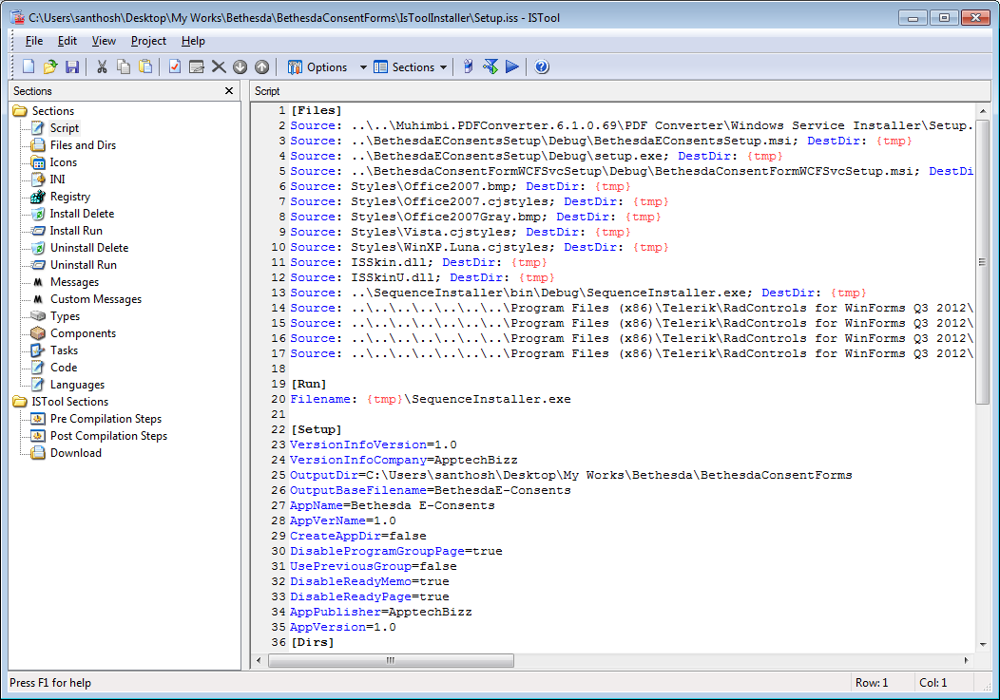 C:\Users\santhosh\Desktop\My Works\Bethesda\BethesdaConsentForms\IsToolInstaller\Setup.iss - ISTool
File Edit View Project Help
Options Sections
Sections
Sections
Script
Files and Dirs
Icons
INI
Registry
Install Delete
Install Run
Uninstall Delete
Uninstall Run
Messages
Custom Messages
Types
Components
Tasks
Code
Languages
ISTool Sections
Pre Compilation Steps
Post Compilation Steps
Download
Script
1 [Files]
2 Source: ..\..\Muhimbi.PDFConverter.6.1.0.69\PDF Converter\Windows Service Installer\Setup.
3 Source: ..\BethesdaEConsentsSetup\Debug\BethesdaEConsentsSetup.msi; DestDir: {tmp}
4 Source: ..\BethesdaEConsentsSetup\Debug\setup.exe; DestDir: {tmp}
5 Source: ..\BethesdaConsentFormWCFSvcSetup\Debug\BethesdaConsentFormWCFSvcSetup.msi; DestDi
6 Source: Styles\Office2007.bmp; DestDir: {tmp}
7 Source: Styles\Office2007.cjstyles; DestDir: {tmp}
8 Source: Styles\Office2007Gray.bmp; DestDir: {tmp}
9 Source: Styles\Vista.cjstyles; DestDir: {tmp}
10 Source: Styles\WinXP.Luna.cjstyles; DestDir: {tmp}
11 Source: ISSkin.dll; DestDir: {tmp}
12 Source: ISSkinU.dll; DestDir: {tmp}
13 Source: ..\SequenceInstaller\bin\Debug\SequenceInstaller.exe; DestDir: {tmp}
14 Source: ..\..\..\..\..\..\Program Files (x86)\Telerik\RadControls for WinForms Q3 2012\
15 Source: ..\..\..\..\..\..\Program Files (x86)\Telerik\RadControls for WinForms Q3 2012\
16 Source: ..\..\..\..\..\..\Program Files (x86)\Telerik\RadControls for WinForms Q3 2012\
17 Source: ..\..\..\..\..\..\Program Files (x86)\Telerik\RadControls for WinForms Q3 2012\
18
19 [Run]
20 Filename: {tmp}\SequenceInstaller.exe
21
22 [Setup]
23 VersionInfoVersion=1.0
24 VersionInfoCompany=ApptechBizz
25 OutputDir=C:\Users\santhosh\Desktop\My Works\Bethesda\BethesdaConsentForms
26 OutputBaseFilename=BethesdaE-Consents
27 AppName=Bethesda E-Consents
28 AppVerName=1.0
29 CreateAppDir=false
30 DisableProgramGroupPage=true
31 UsePreviousGroup=false
32 DisableReadyMemo=true
33 DisableReadyPage=true
34 AppPublisher=ApptechBizz
35 AppVersion=1.0
36 [Dirs]
Press F1 for help
Row: 1
Col: 1